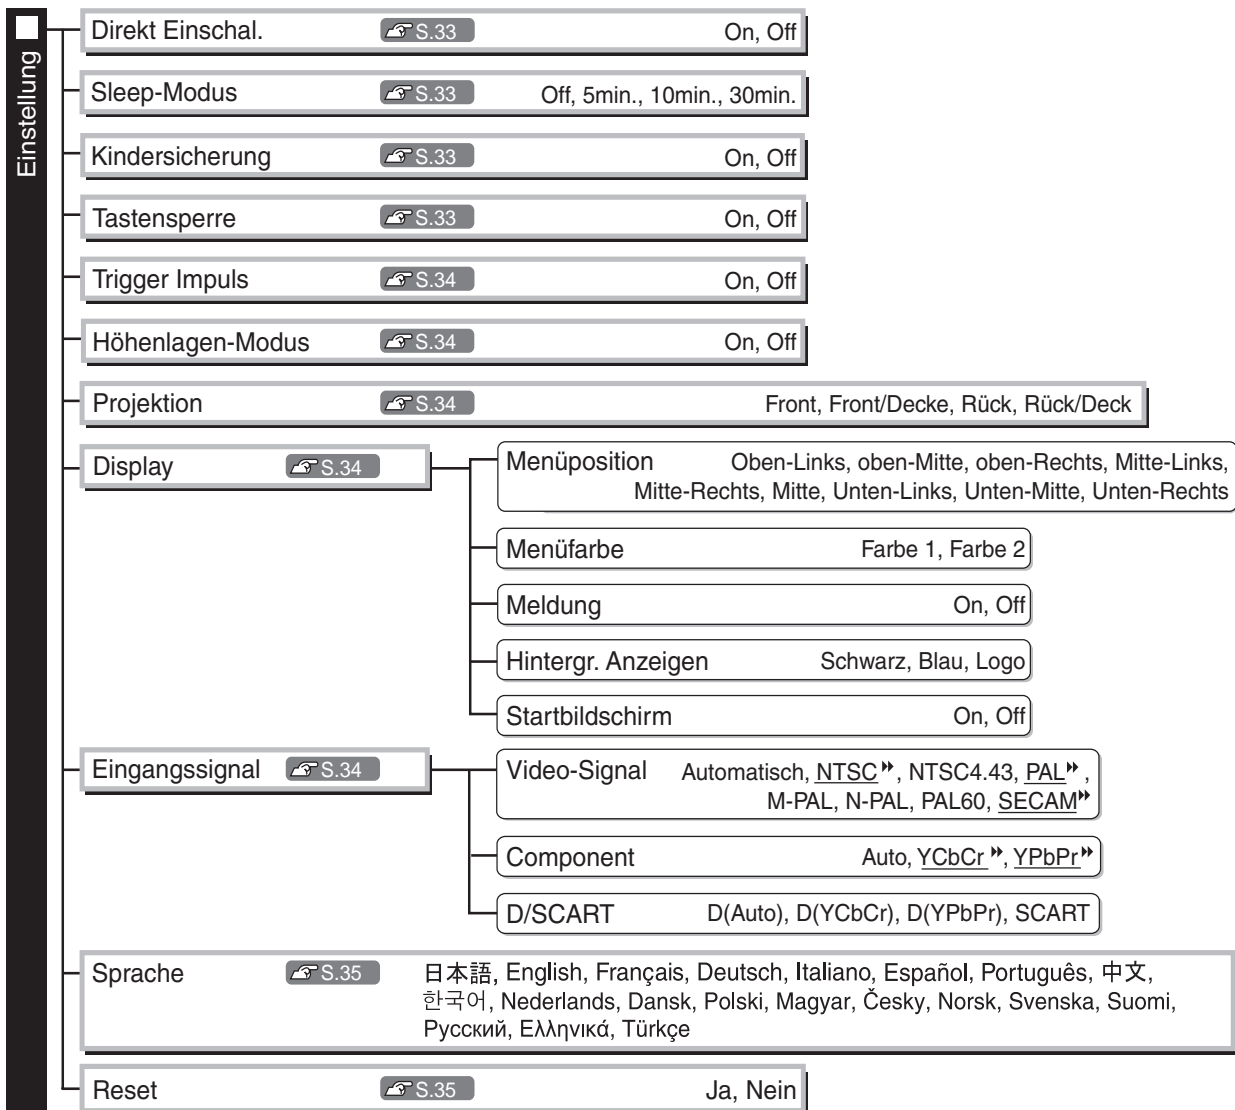 Einstellung
Direkt Einschal. S.33 On, Off
Sleep-Modus S.33 Off, 5min., 10min., 30min.
Kindersicherung S.33 On, Off
Tastensperre S.33 On, Off
Trigger Impuls S.34 On, Off
Höhenlagen-Modus S.34 On, Off
Projektion S.34 Front, Front/Decke, Rück, Rück/Deck
Display S.34
Menüposition Oben-Links, oben-Mitte, oben-Rechts, Mitte-Links,
Mitte-Rechts, Mitte, Unten-Links, Unten-Mitte, Unten-Rechts
Menüfarbe Farbe 1, Farbe 2
Meldung On, Off
Hintergr. Anzeigen Schwarz, Blau, Logo
Startbildschirm On, Off
Eingangssignal S.34
Video-Signal Automatisch, NTSC, NTSC4.43, PAL,
M-PAL, N-PAL, PAL60, SECAM
Component Auto, YCbCr, YPbPr
D/SCART D(Auto), D(YCbCr), D(YPbPr), SCART
Sprache S.35 日本語, English, Français, Deutsch, Italiano, Español, Português, 中文,
한국어, Nederlands, Dansk, Polski, Magyar, Česky, Norsk, Svenska, Suomi,
Русский, Ελληνικά, Türkçe
Reset S.35 Ja, Nein